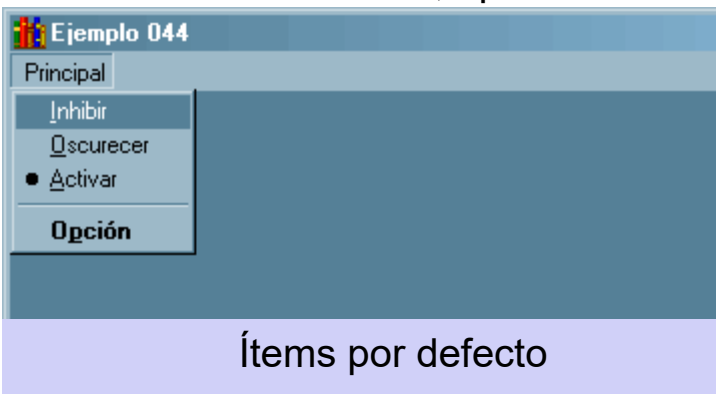 Ejemplo 044
Principal
Inhibir
Oscurecer
Activar
Opción
Ítems por defecto